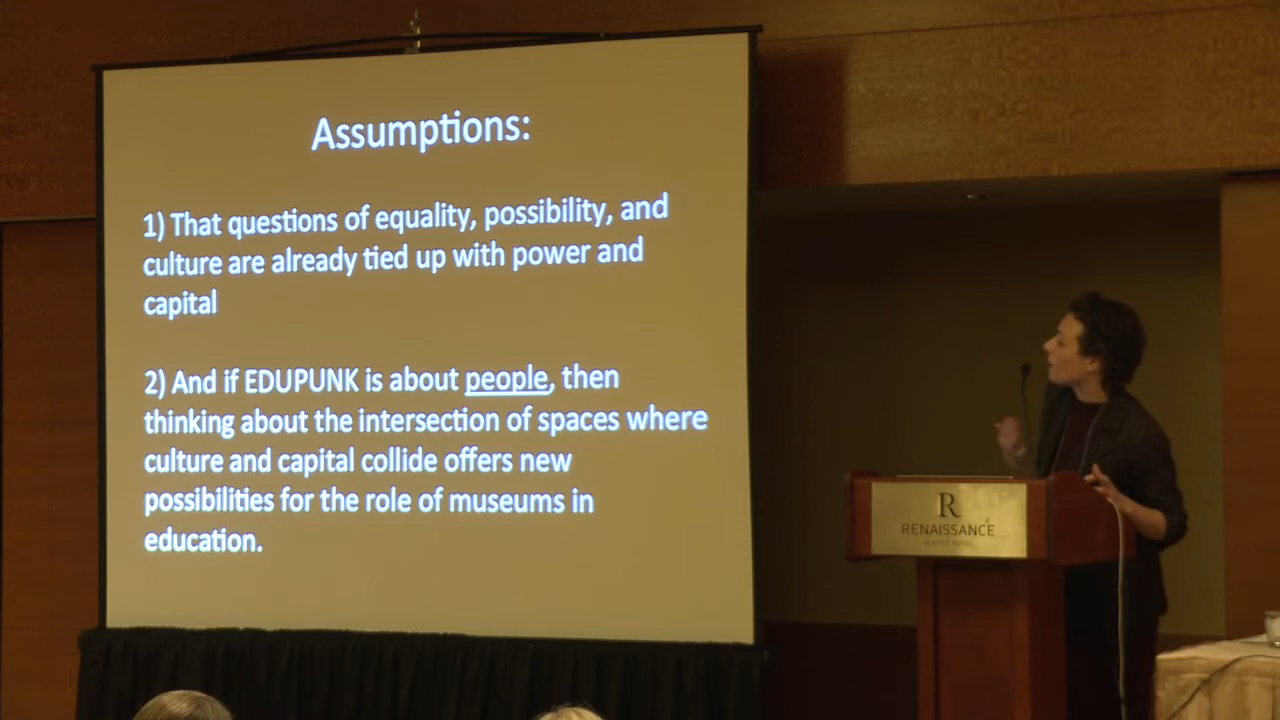 Assumptions:
1) That questions of equality, possibility, and
culture are already tied up with power and
capital
2) And if EDUPUNK is about people, then
thinking about the intersection of spaces where
culture and capital collide offers new
possibilities for the role of museums in
education.
R
RENAISSANCE
SEATTLE HOTEL